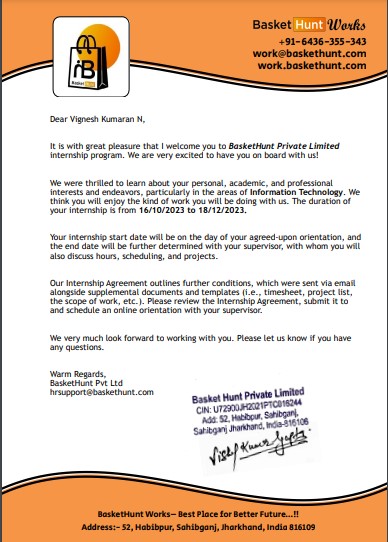 Basket Hunt Works
+91-6436-355-343
work@baskethunt.com
work.baskethunt.com
Basket Hunt
Dear Vignesh Kumaran N,
It is with great pleasure that I welcome you to BasketHunt Private Limited
internship program. We are very excited to have you on board with us!
We were thrilled to learn about your personal, academic, and professional
interests and endeavors, particularly in the areas of Information Technology. We
think you will enjoy the kind of work you will be doing with us. The duration of
your internship is from 16/10/2023 to 18/12/2023.
Your internship start date will be on the day of your agreed-upon orientation, and
the end date will be further determined with your supervisor, with whom you will
also discuss hours, scheduling, and projects.
Our Internship Agreement outlines further conditions, which were sent via email
alongside supplemental documents and templates (i.e., timesheet, project list,
the scope of work, etc.). Please review the Internship Agreement, submit it to
and schedule an online orientation with your supervisor.
We very much look forward to working with you. Please let us know if you have
any questions.
Warm Regards,
BasketHunt Pvt Ltd
hrsupport@baskethunt.com
Basket Hunt Private Limited
CIN: U72900JH2021PTC016244
Add: 52, Habibpur, Sahibganj,
Sahibganj Jharkhand, India-816106
BasketHunt Works— Best Place for Better Future...!!
Address:- 52, Habibpur, Sahibganj, Jharkhand, India 816109